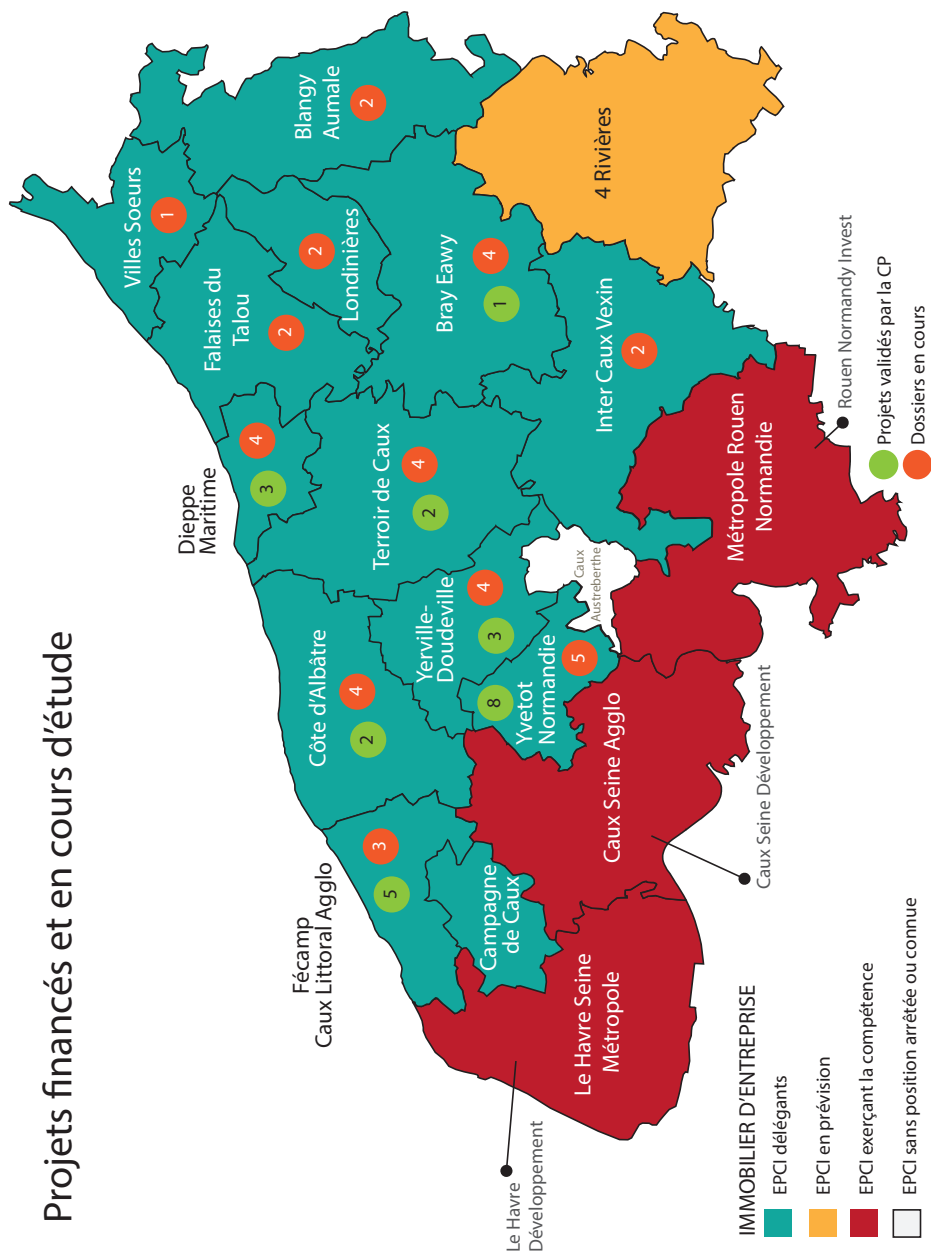 Projets financés et en cours d'étude
Villes Soeurs
1
Blangy
Aumale
2
Falaises du
Talou
2
Londinières
2
Dieppe
Maritime
3
4
Bray Eawy
1
4
4 Rivières
Terroir de Caux
2
4
Inter Caux Vexin
2
Côte d'Albâtre
2
4
Yerville-
Doudeville
3
4
Yvetot
Normandie
8
5
Caux
Austreberthe
Métropole Rouen
Normandie
Rouen Normandy Invest
Fécamp
Caux Littoral Agglo
5
3
Campagne
de Caux
Caux Seine Agglo
Caux Seine Développement
Le Havre Seine
Métropole
Le Havre
Développement
Projets validés par la CP
Dossiers en cours
IMMOBILIER D'ENTREPRISE
EPCI délégants
EPCI en prévision
EPCI exerçant la compétence
EPCI sans position arrêtée ou connue